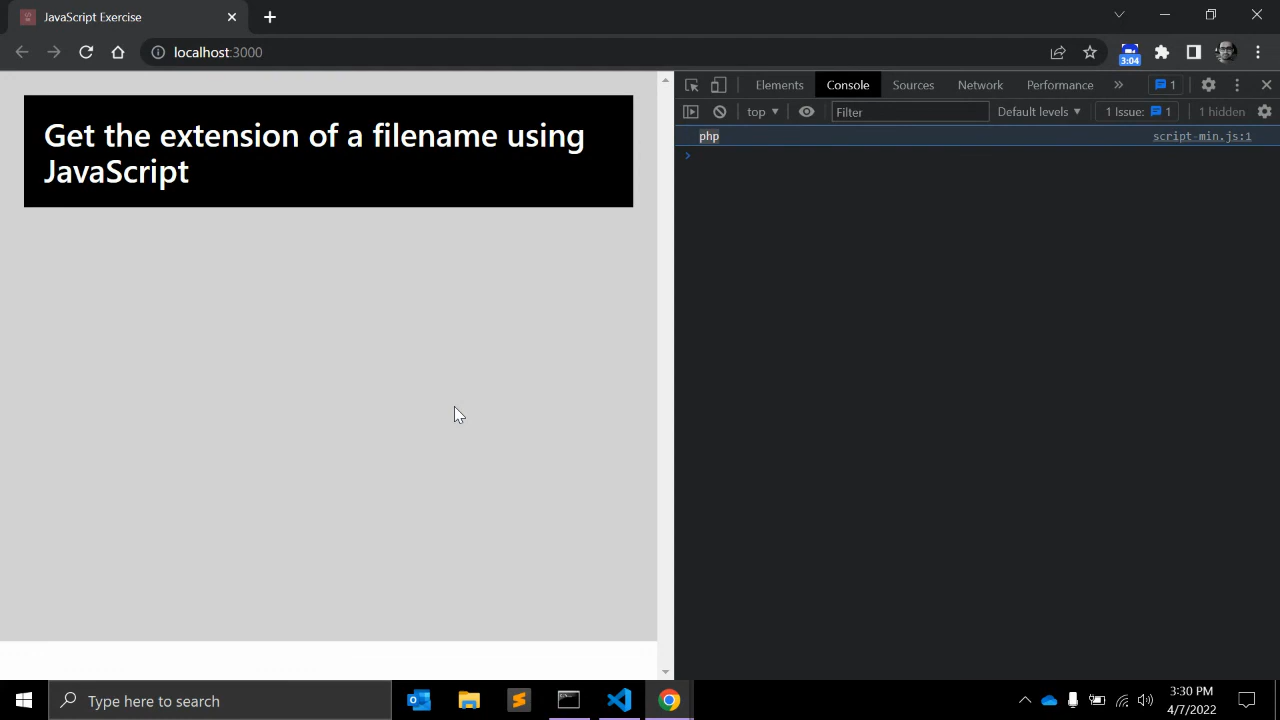 JavaScript Exercise
localhost:3000
3:04
Get the extension of a filename using
JavaScript
Elements
Console
Sources
Network
Performance
1
top
Filter
Default levels
1 Issue:
1
1 hidden
php
script-min.js:1
Type here to search
3:30 PM
4/7/2022